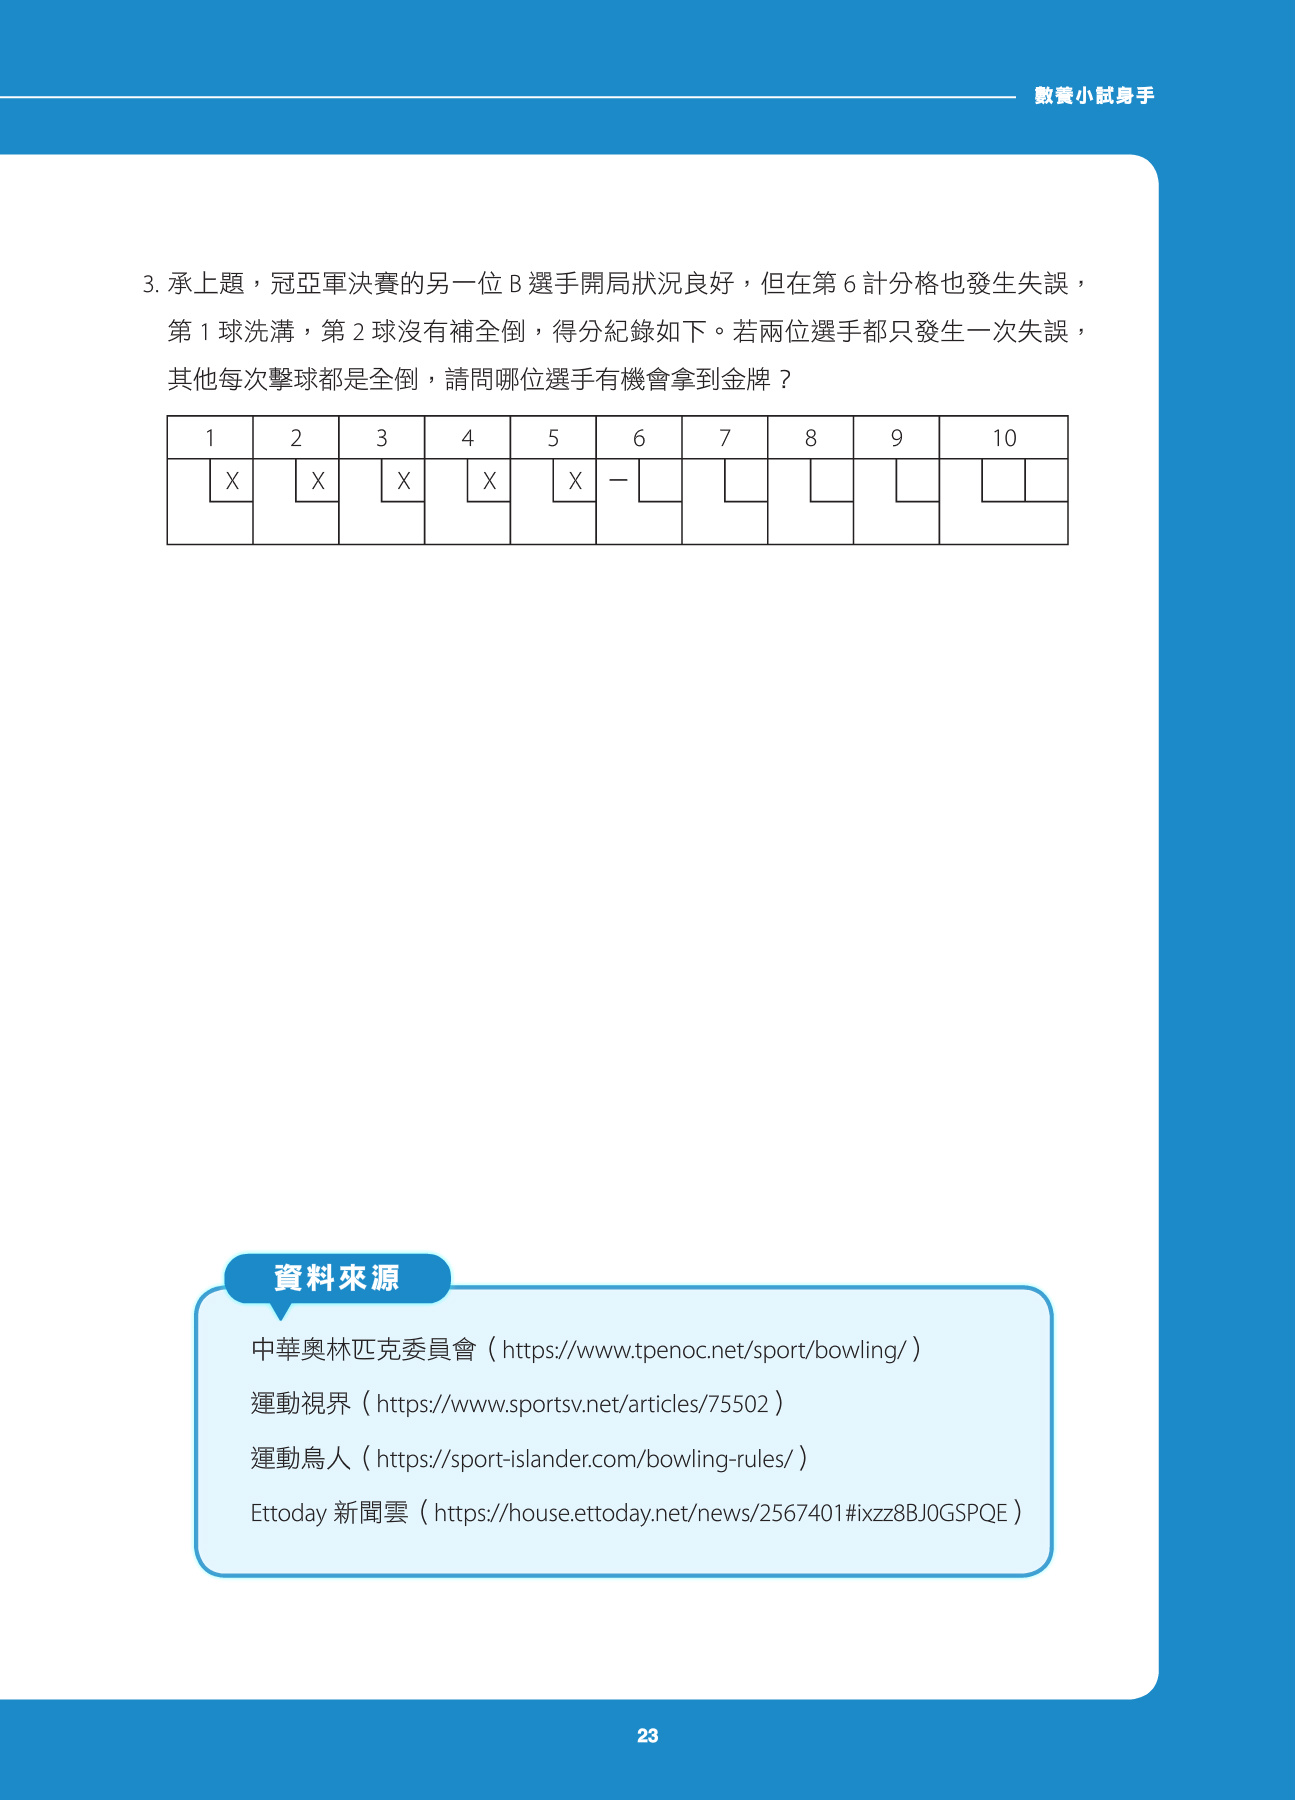 數養小試身手
3. 承上題，冠亞軍決賽的另一位 B 選手開局狀況良好，但在第 6 計分格也發生失誤，
第 1 球洗溝，第 2 球沒有補全倒，得分紀錄如下。若兩位選手都只發生一次失誤，
其他每次擊球都是全倒，請問哪位選手有機會拿到金牌？
1 2 3 4 5 6 7 8 9 10
X X X X X －
資料來源
中華奧林匹克委員會（https://www.tpenoc.net/sport/bowling/）
運動視界（https://www.sportsv.net/articles/75502）
運動鳥人（https://sport-islander.com/bowling-rules/）
Ettoday 新聞雲（https://house.ettoday.net/news/2567401#ixzz8BJ0GSPQE）
23